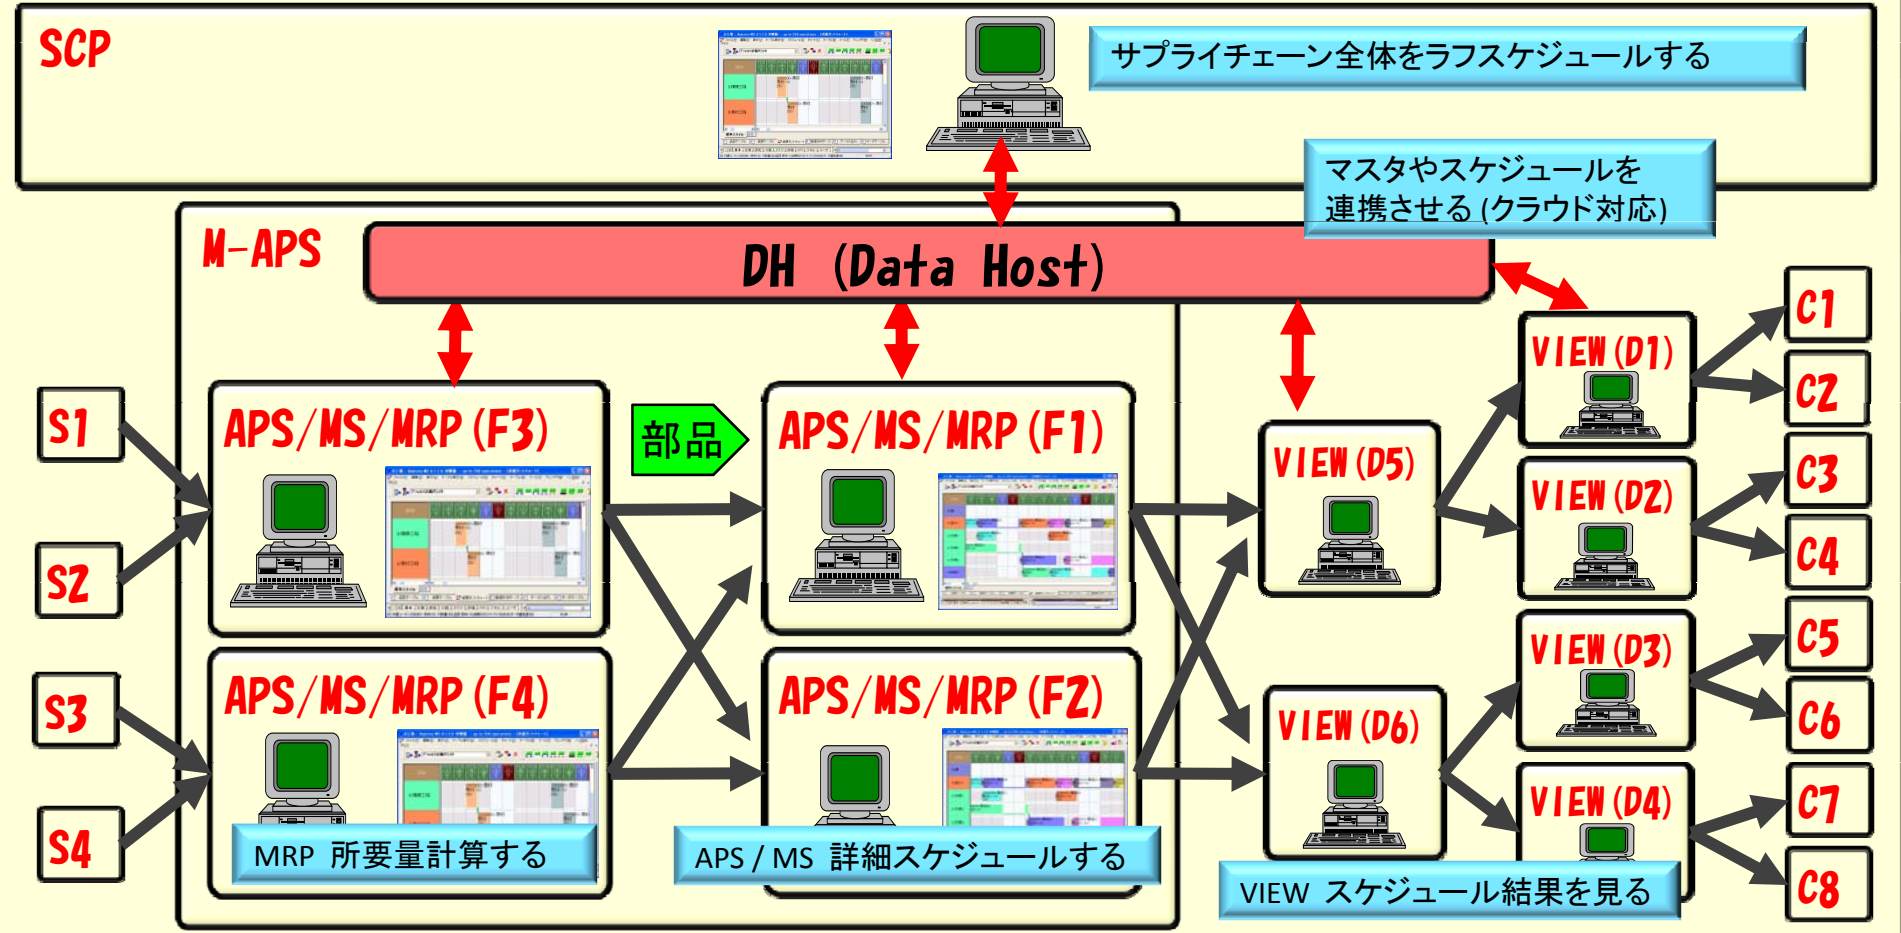 SCP
サプライチェーン全体をラフスケジュールする
マスタやスケジュールを
連携させる (クラウド対応)
M-APS
DH (Data Host)
S1
S2
S3
S4
APS/MS/MRP (F3)
部品
APS/MS/MRP (F1)
APS/MS/MRP (F4)
APS/MS/MRP (F2)
VIEW (D5)
VIEW (D6)
VIEW (D1)
VIEW (D2)
VIEW (D3)
VIEW (D4)
C1
C2
C3
C4
C5
C6
C7
C8
MRP 所要量計算する
APS / MS 詳細スケジュールする
VIEW スケジュール結果を見る